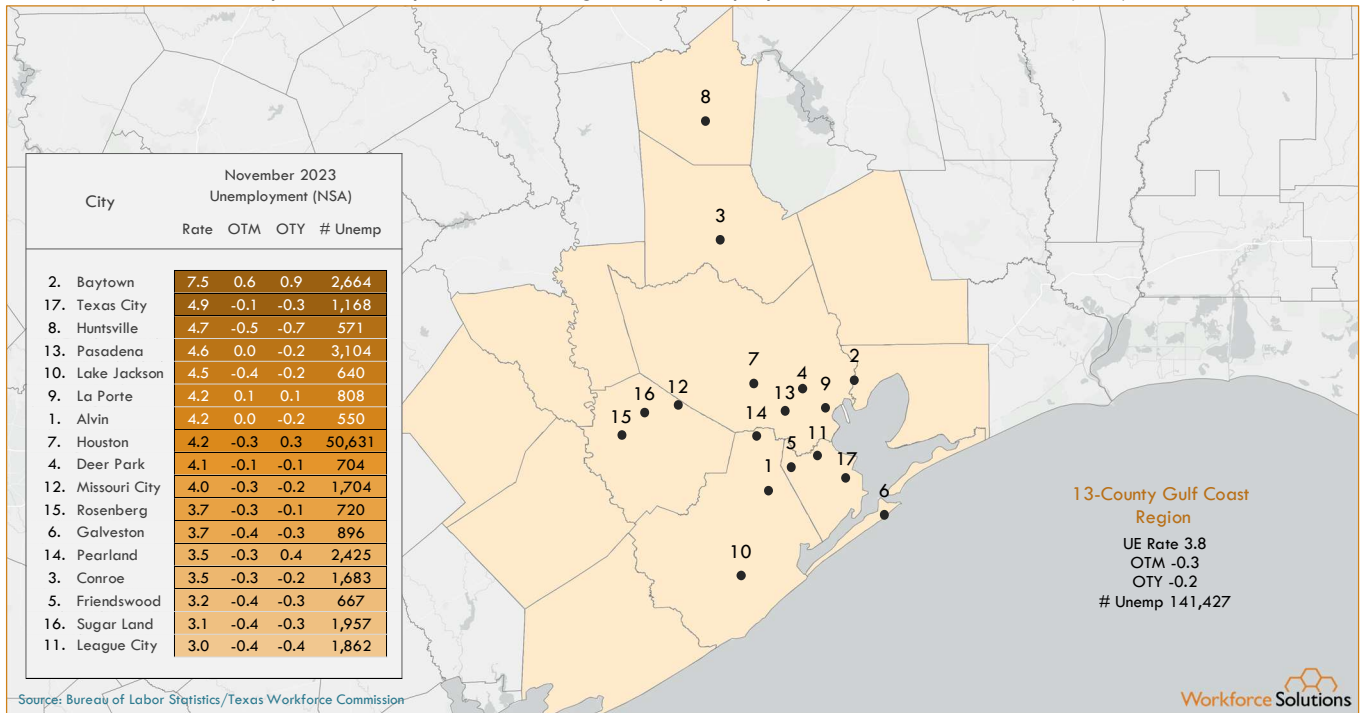 City
November 2023
Unemployment (NSA)
Rate OTM OTY # Unemp
2. Baytown 7.5 0.6 0.9 2,664
17. Texas City 4.9 -0.1 -0.3 1,168
8. Huntsville 4.7 -0.5 -0.7 571
13. Pasadena 4.6 0.0 -0.2 3,104
10. Lake Jackson 4.5 -0.4 -0.2 640
9. La Porte 4.2 0.1 0.1 808
1. Alvin 4.2 0.0 -0.2 550
7. Houston 4.2 -0.3 0.3 50,631
4. Deer Park 4.1 -0.1 -0.1 704
12. Missouri City 4.0 -0.3 -0.2 1,704
15. Rosenberg 3.7 -0.3 -0.1 720
6. Galveston 3.7 -0.4 -0.3 896
14. Pearland 3.5 -0.3 0.4 2,425
3. Conroe 3.5 -0.3 -0.2 1,683
5. Friendswood 3.2 -0.4 -0.3 667
16. Sugar Land 3.1 -0.4 -0.3 1,957
11. League City 3.0 -0.4 -0.4 1,862
Source: Bureau of Labor Statistics/Texas Workforce Commission
8
3
7
4
2
16
12
13
9
15
14
5
11
1
17
6
10
13-County Gulf Coast
Region
UE Rate 3.8
OTM -0.3
OTY -0.2
# Unemp 141,427
Workforce Solutions